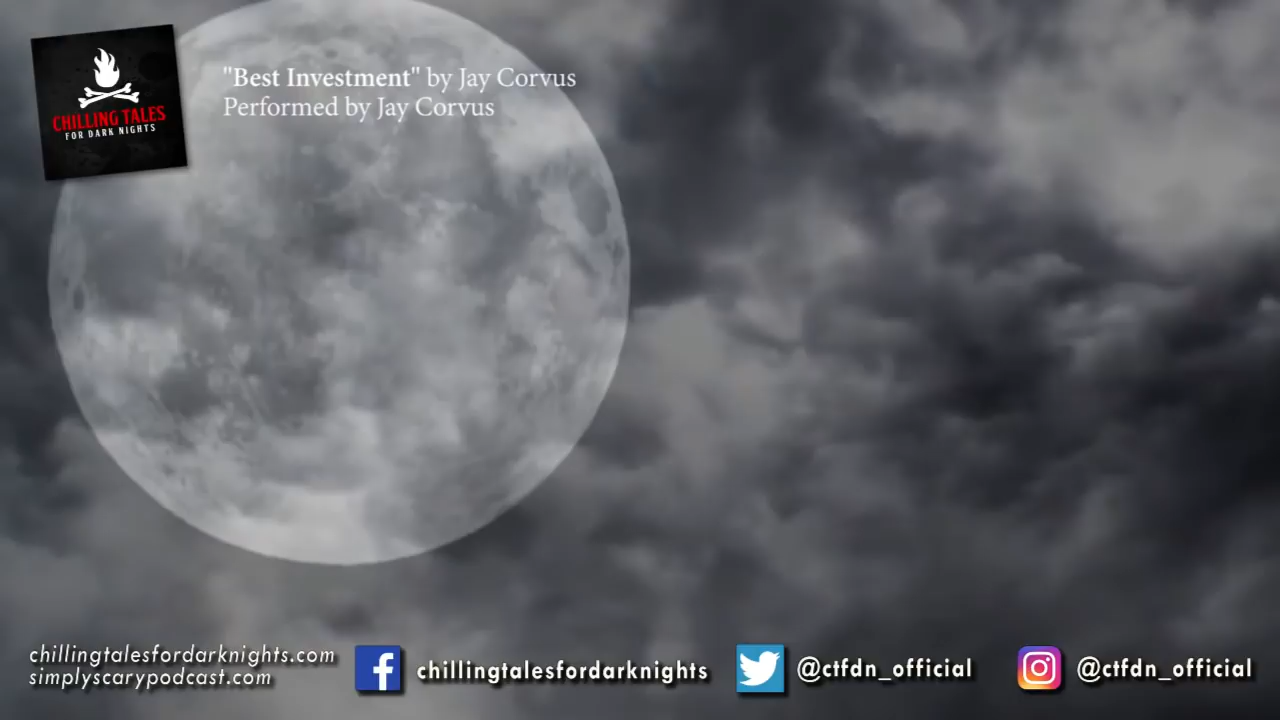 CHILLING TALES
FOR DARK NIGHTS
"Best Investment" by Jay Corvus
Performed by Jay Corvus
chillingtalesfordarknights.com
simplyscarypodcast.com
chillingtalesfordarknights
@ctfdn_official
@ctfdn_official